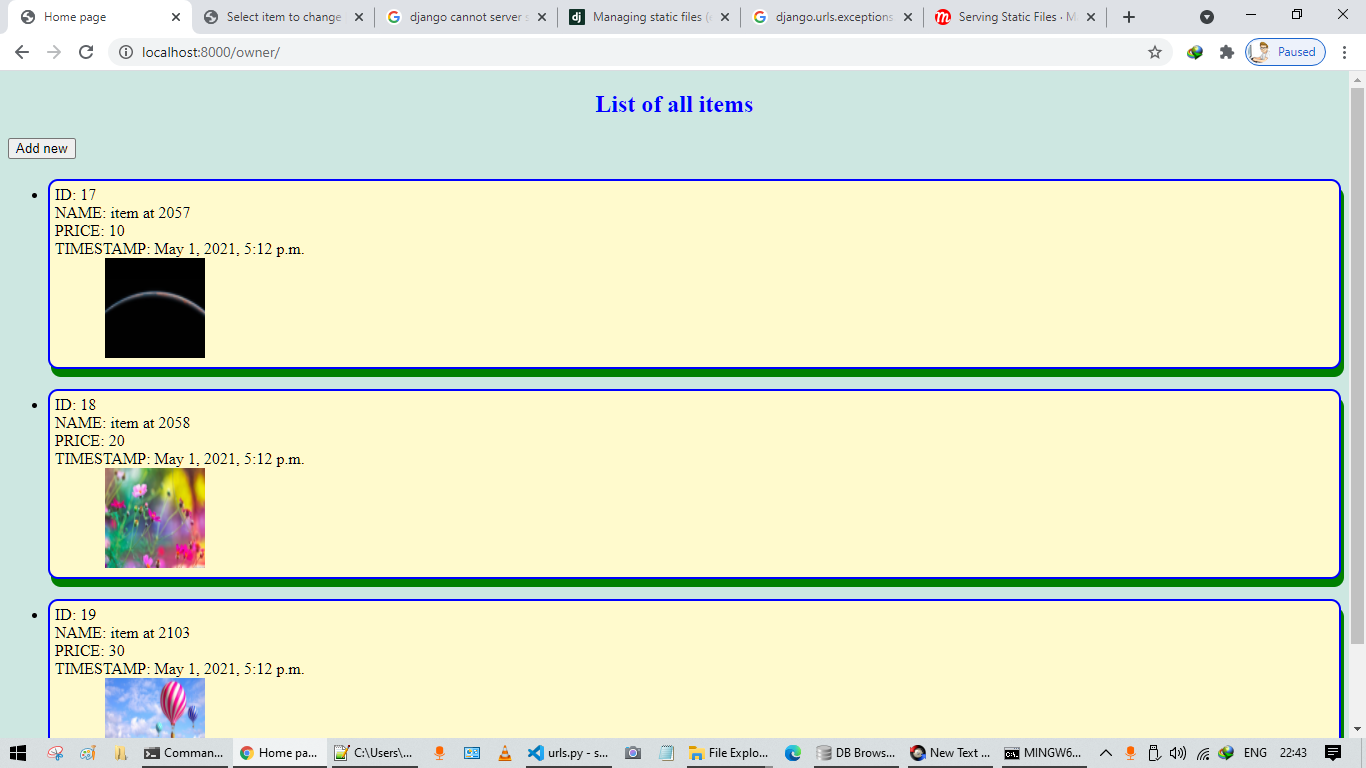 Home page
Select item to change
django cannot server s
Managing static files (
django.urls.exceptions
Serving Static Files · M
localhost:8000/owner/
Paused
List of all items
Add new
ID: 17
NAME: item at 2057
PRICE: 10
TIMESTAMP: May 1, 2021, 5:12 p.m.
ID: 18
NAME: item at 2058
PRICE: 20
TIMESTAMP: May 1, 2021, 5:12 p.m.
ID: 19
NAME: item at 2103
PRICE: 30
TIMESTAMP: May 1, 2021, 5:12 p.m.
Comman...
Home pa...
C:\Users\...
urls.py - s...
File Explo...
DB Brows...
New Text ...
MINGW6...
ENG
22:43